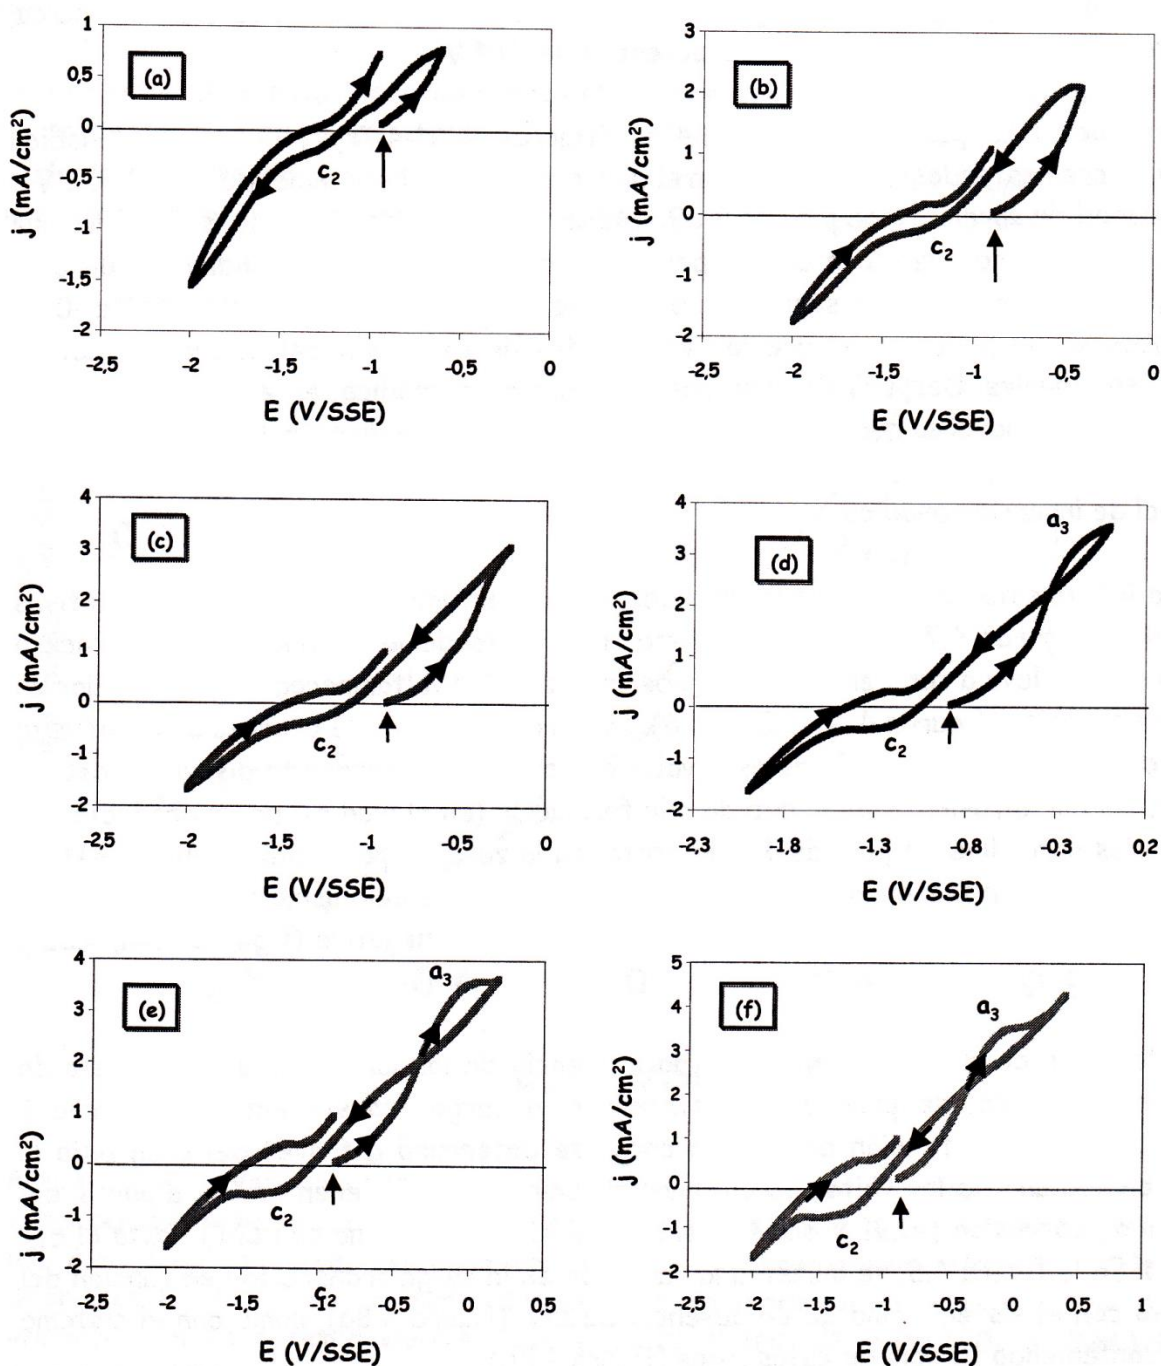 (a)
j (mA/cm²)
1
0,5
0
-0,5
-1
-1,5
-2
c₂
-2,5 -2 -1,5 -1 -0,5 0
E (V/SSE)
(b)
j (mA/cm²)
3
2
1
0
-1
-2
c₂
-2,5 -2 -1,5 -1 -0,5 0
E (V/SSE)
(c)
j (mA/cm²)
4
3
2
1
0
-1
-2
c₂
-2,5 -2 -1,5 -1 -0,5 0
E (V/SSE)
(d)
j (mA/cm²)
4
3
2
1
0
-1
-2
a₃
c₂
-2,3 -1,8 -1,3 -0,8 -0,3 0,2
E (V/SSE)
(e)
j (mA/cm²)
4
3
2
1
0
-1
-2
a₃
c₂
-2,5 -2 -1,5 -1 -0,5 0 0,5
c₂
E (V/SSE)
(f)
j (mA/cm²)
5
4
3
2
1
0
-1
-2
a₃
c₂
-2,5 -2 -1,5 -1 -0,5 0 0,5 1
E (V/SSE)